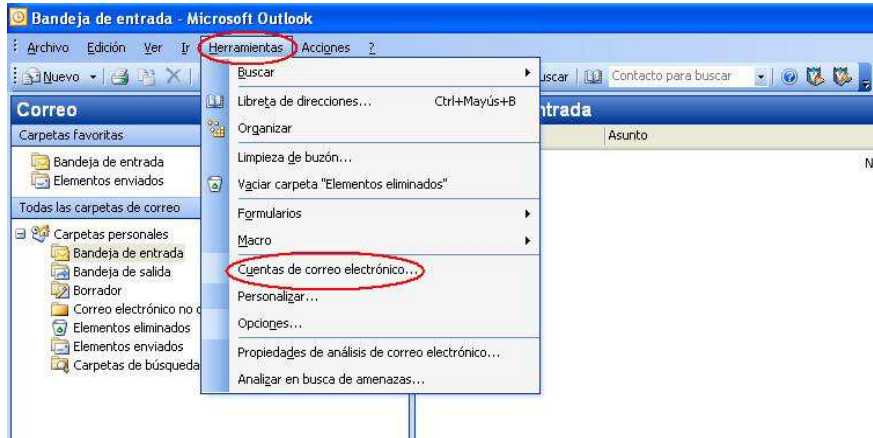 Bandeja de entrada - Microsoft Outlook
Archivo Edición Ver Ir Herramientas Acciones ?
Nuevo Buscar uscar Contacto para buscar
Libreta de direcciones... Ctrl+Mayús+B
Correo ntrada
Organizar
Carpetas favoritas Asunto
Limpieza de buzón...
Bandeja de entrada N
Elementos enviados
Vaciar carpeta "Elementos eliminados"
Todas las carpetas de correo
Formularios
Carpetas personales
Macro
Bandeja de entrada
Bandeja de salida
Cuentas de correo electrónico...
Borrador
Personalizar...
Correo electrónico no d
Elementos eliminados
Opciones...
Elementos enviados
Propiedades de análisis de correo electrónico...
Carpetas de búsqueda
Analizar en busca de amenazas...